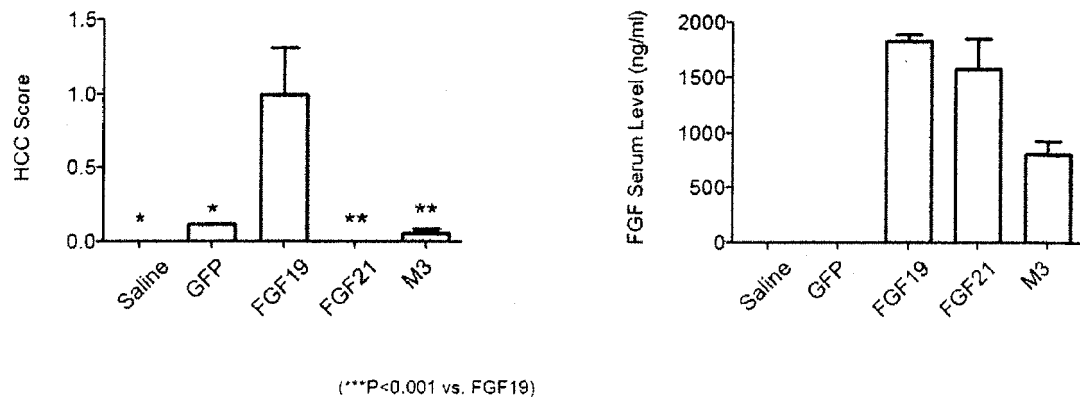 HCC Score
1.5
1.0
0.5
0.0
*
*
**
**
Saline
GFP
FGF19
FGF21
M3
FGF Serum Level (ng/ml)
2000
1500
1000
500
0
Saline
GFP
FGF19
FGF21
M3
(***P<0.001 vs. FGF19)